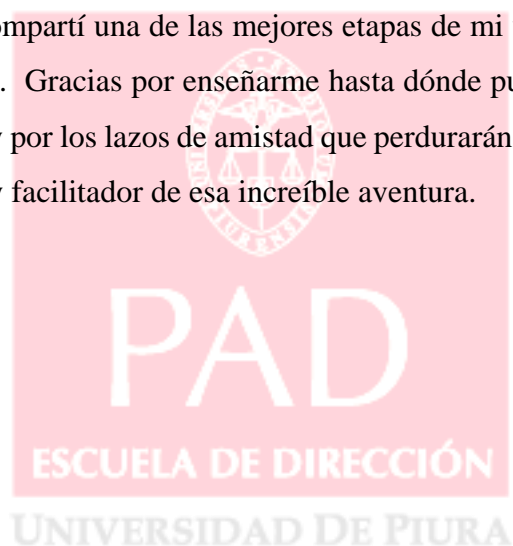 ompartí una de las mejores etapas de mi
. Gracias por enseñarme hasta dónde pu
y por los lazos de amistad que perdurarán
y facilitador de esa increíble aventura.
PAD
ESCUELA DE DIRECCIÓN
UNIVERSIDAD DE PIURA